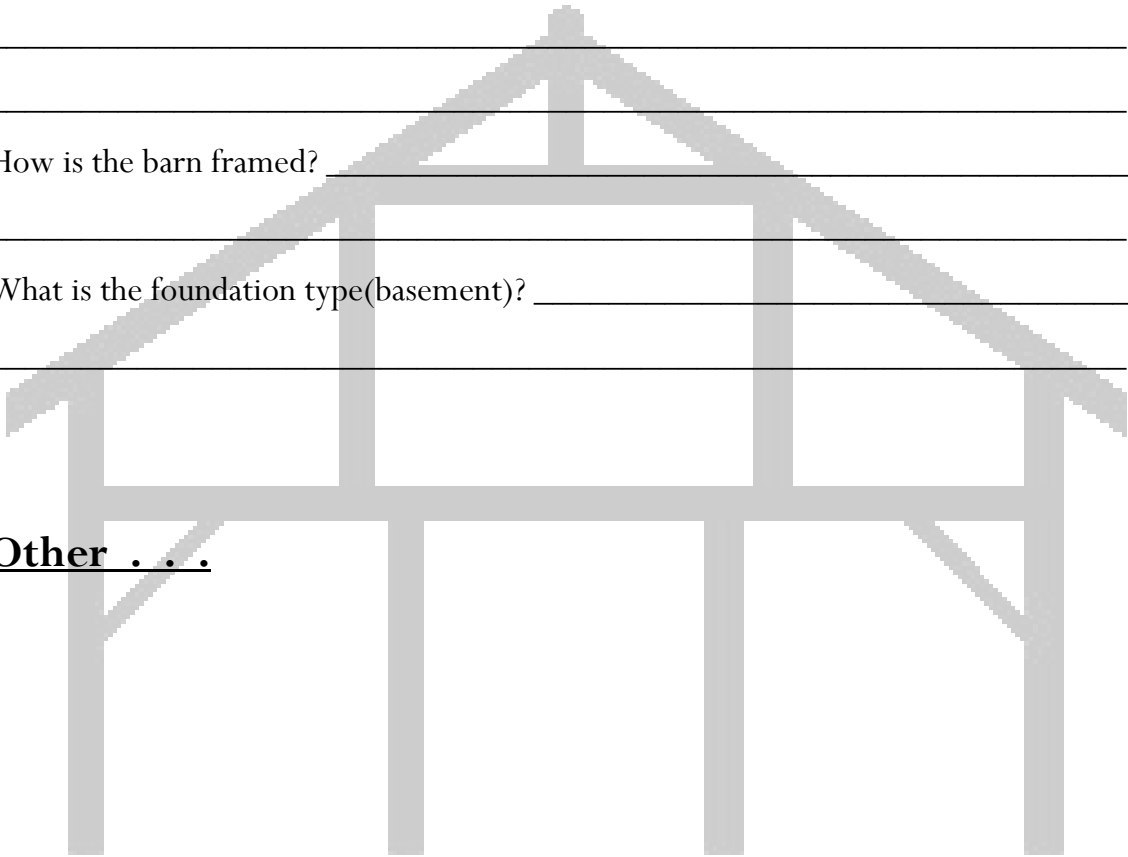 How is the barn framed?
What is the foundation type(basement)?
Other . . .